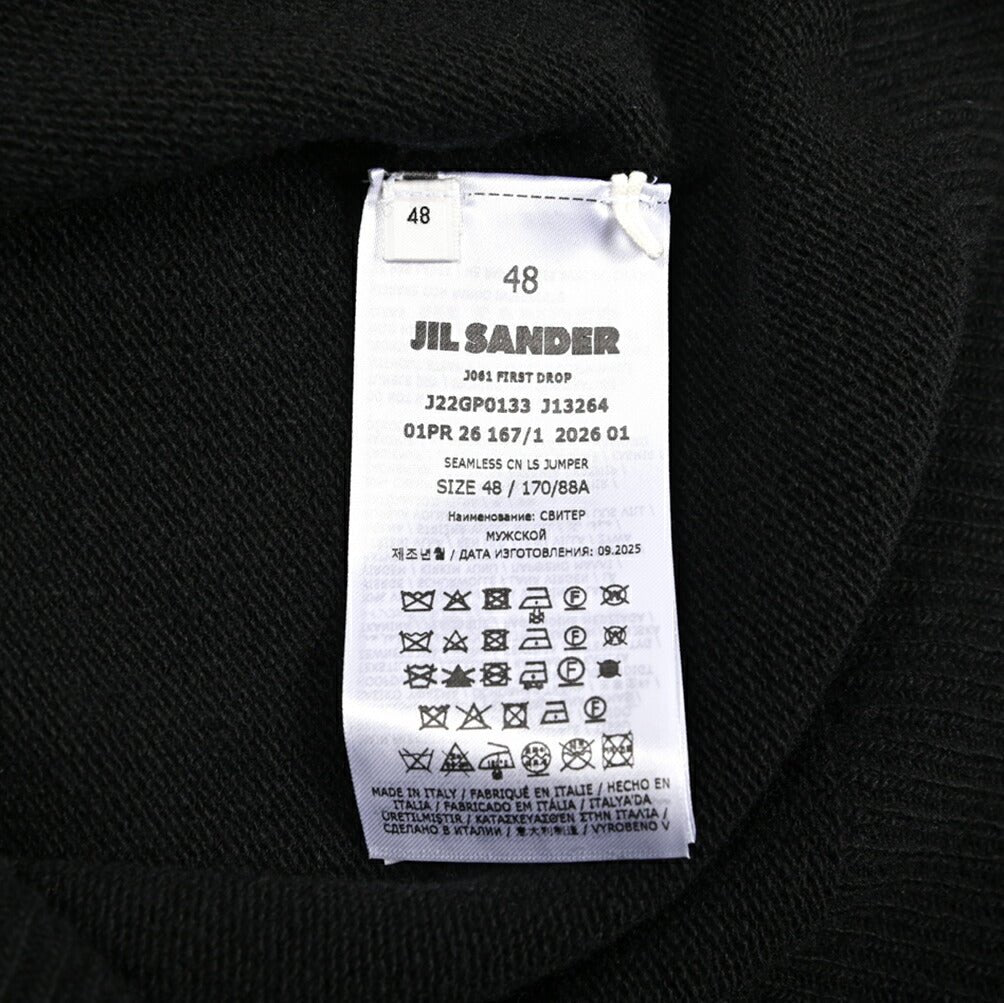 48
48
JIL SANDER
J061 FIRST DROP
J22GP0133 J13264
01PR 26 167/1 2026 01
SEAMLESS CN LS JUMPER
SIZE 48 / 170/88A
Наименование: СВИТЕР
МУЖСКОЙ
제조년월 / ДАТА ИЗГОТОВЛЕНИЯ: 09.2025
MADE IN ITALY / FABRIQUÉ EN ITALIE / HECHO EN
ITALIA / FABRICADO EM ITÁLIA / ITALYA'DA
ÜRETILMIŞTIR / ΚΑΤΑΣΚΕΥΑΣΘΕΝ ΣΤΗΝ ΙΤΑΛΙΑ /
СДЕЛАНО В ИТАЛИИ / 意大利制造 / VYROBENO V